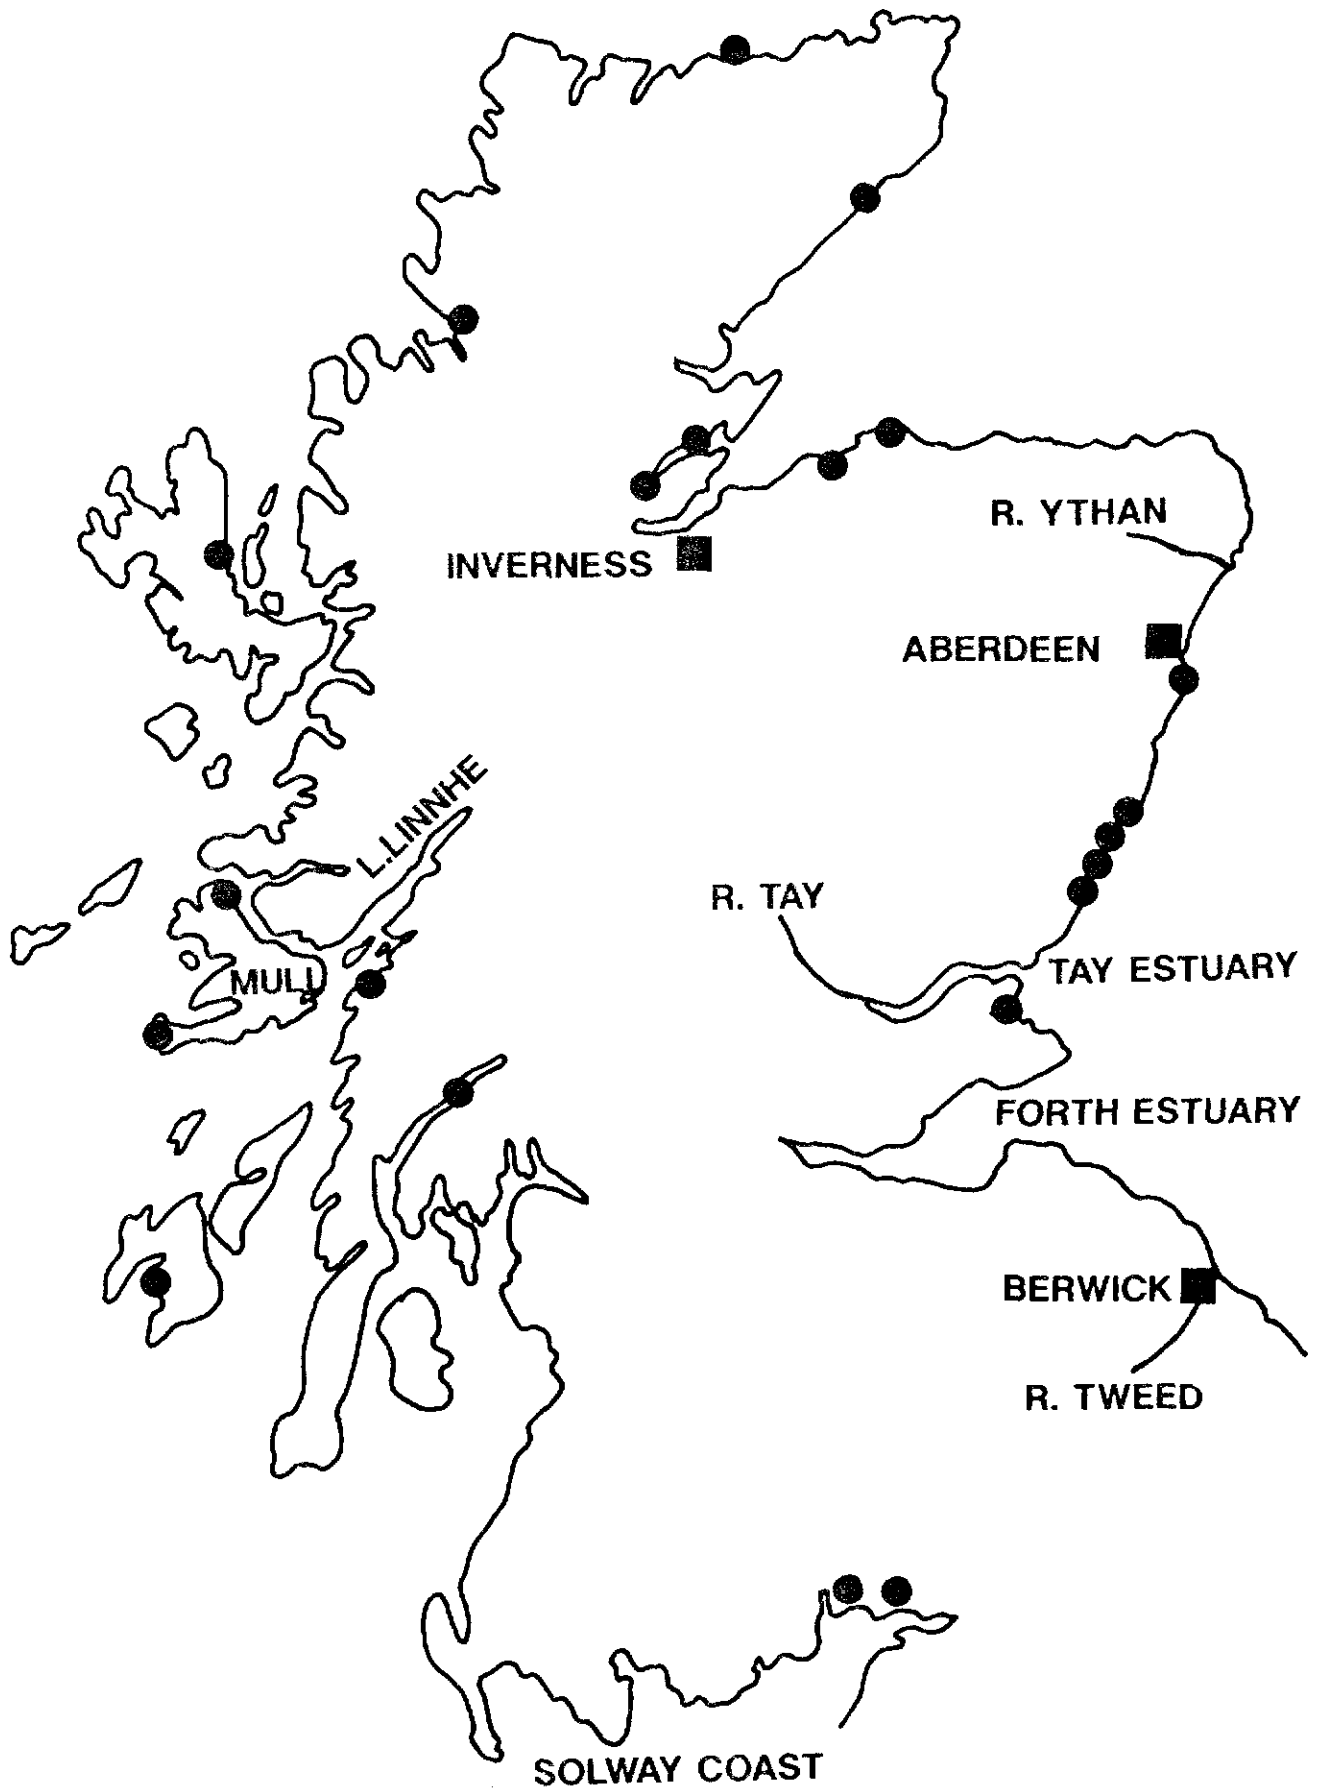 R. YTHAN
INVERNESS
ABERDEEN
L.LINNHE
R. TAY
TAY ESTUARY
MULL
FORTH ESTUARY
BERWICK
R. TWEED
SOLWAY COAST